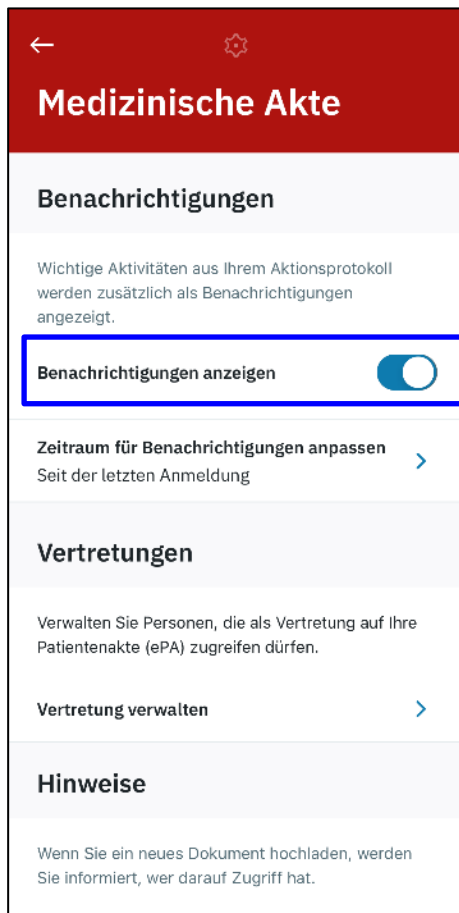 Medizinische Akte
Benachrichtigungen
Wichtige Aktivitäten aus Ihrem Aktionsprotokoll
werden zusätzlich als Benachrichtigungen
angezeigt.
Benachrichtigungen anzeigen
Zeitraum für Benachrichtigungen anpassen
Seit der letzten Anmeldung
Vertretungen
Verwalten Sie Personen, die als Vertretung auf Ihre
Patientenakte (ePA) zugreifen dürfen.
Vertretung verwalten
Hinweise
Wenn Sie ein neues Dokument hochladen, werden
Sie informiert, wer darauf Zugriff hat.